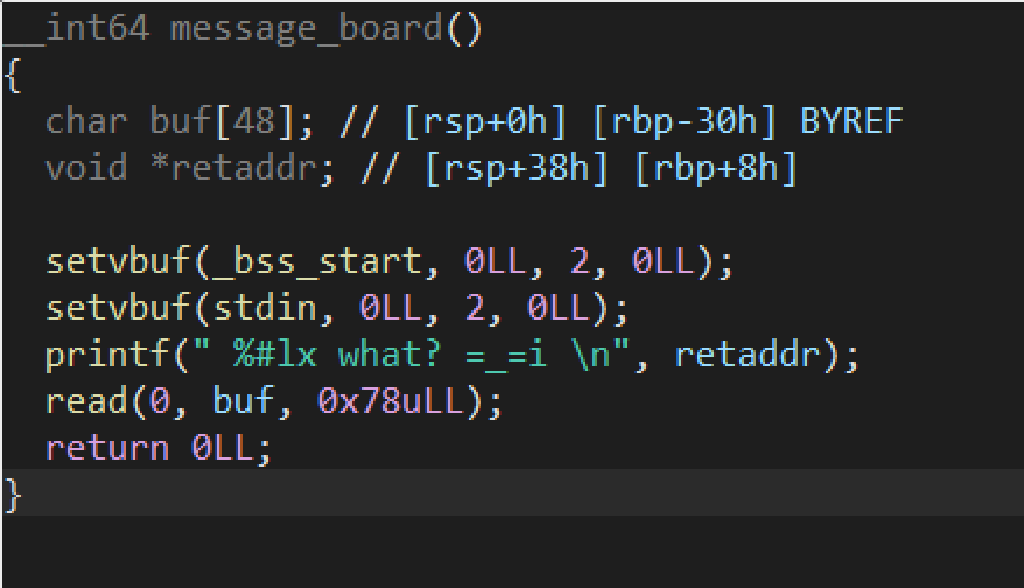 __int64 message_board()
{
  char buf[48]; // [rsp+0h] [rbp-30h] BYREF
  void *retaddr; // [rsp+38h] [rbp+8h]

  setvbuf(_bss_start, 0LL, 2, 0LL);
  setvbuf(stdin, 0LL, 2, 0LL);
  printf(" %#lx what? =_=i \n", retaddr);
  read(0, buf, 0x78uLL);
  return 0LL;
}